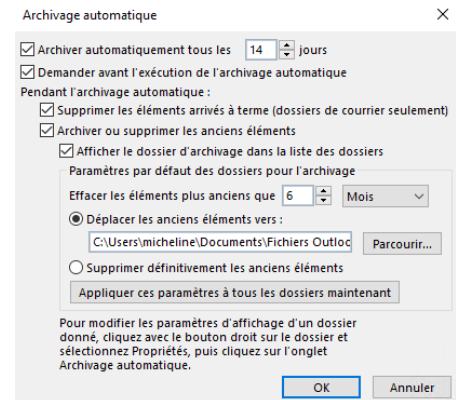 Archivage automatique
Archiver automatiquement tous les 14 jours
Demander avant l'exécution de l'archivage automatique
Pendant l'archivage automatique :
Supprimer les éléments arrivés à terme (dossiers de courrier seulement)
Archiver ou supprimer les anciens éléments
Afficher le dossier d'archivage dans la liste des dossiers
Paramètres par défaut des dossiers pour l'archivage
Effacer les éléments plus anciens que 6 Mois
Déplacer les anciens éléments vers :
C:\Users\micheline\Documents\Fichiers Outloc Parcourir...
Supprimer définitivement les anciens éléments
Appliquer ces paramètres à tous les dossiers maintenant
Pour modifier les paramètres d'affichage d'un dossier
donné, cliquez avec le bouton droit sur le dossier et
sélectionnez Propriétés, puis cliquez sur l'onglet
Archivage automatique.
OK Annuler